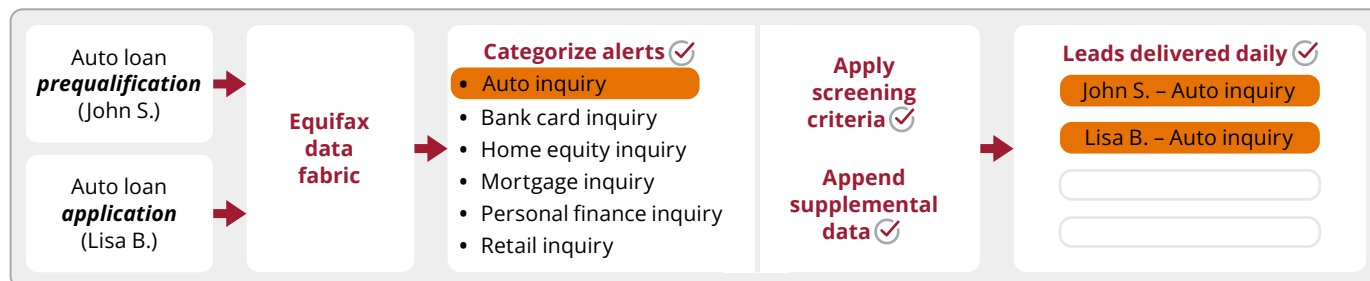 Auto loan
prequalification
(John S.)
Auto loan
application
(Lisa B.)
Equifax
data
fabric
Categorize alerts
• Auto inquiry
• Bank card inquiry
• Home equity inquiry
• Mortgage inquiry
• Personal finance inquiry
• Retail inquiry
Apply
screening
criteria
Append
supplemental
data
Leads delivered daily
John S. – Auto inquiry
Lisa B. – Auto inquiry